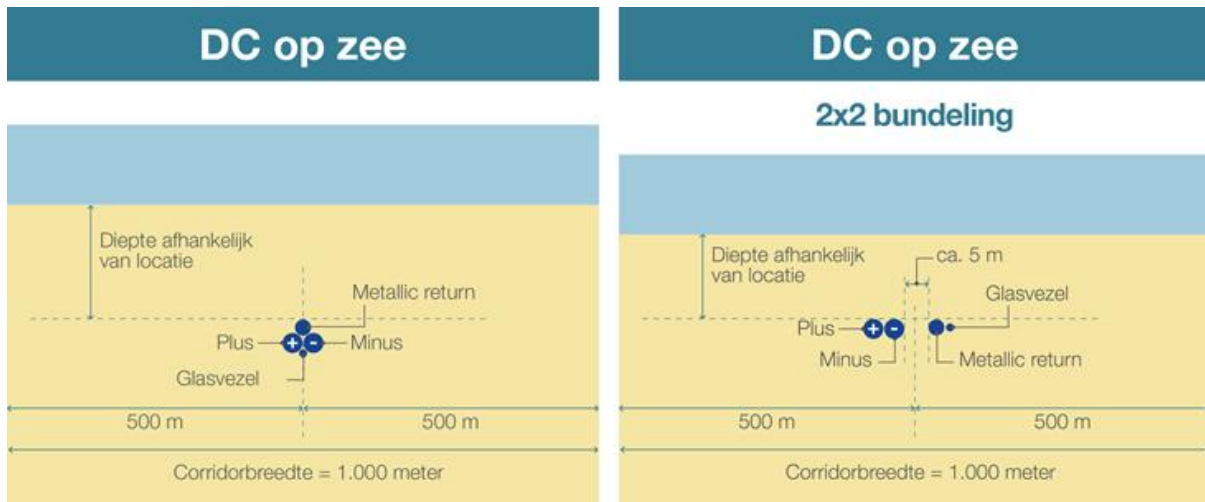 DC op zee
Diepte afhankelijk
van locatie
Metallic return
Plus
+
-
Minus
Glasvezel
500 m
500 m
Corridorbreedte = 1.000 meter
DC op zee
2x2 bundeling
Diepte afhankelijk
van locatie
ca. 5 m
Glasvezel
Plus
+
-
Minus
Metallic return
500 m
500 m
Corridorbreedte = 1.000 meter